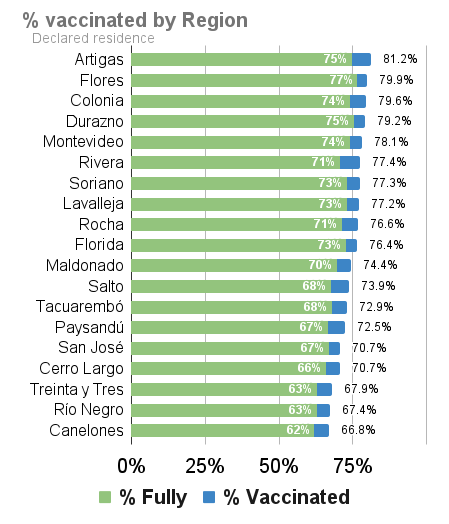 % vaccinated by Region
Declared residence
Artigas 75% 81.2%
Flores 77% 79.9%
Colonia 74% 79.6%
Durazno 75% 79.2%
Montevideo 74% 78.1%
Rivera 71% 77.4%
Soriano 73% 77.3%
Lavalleja 73% 77.2%
Rocha 71% 76.6%
Florida 73% 76.4%
Maldonado 70% 74.4%
Salto 68% 73.9%
Tacuarembó 68% 72.9%
Paysandú 67% 72.5%
San José 67% 70.7%
Cerro Largo 66% 70.7%
Treinta y Tres 63% 67.9%
Río Negro 63% 67.4%
Canelones 62% 66.8%
0% 25% 50% 75%
% Fully % Vaccinated